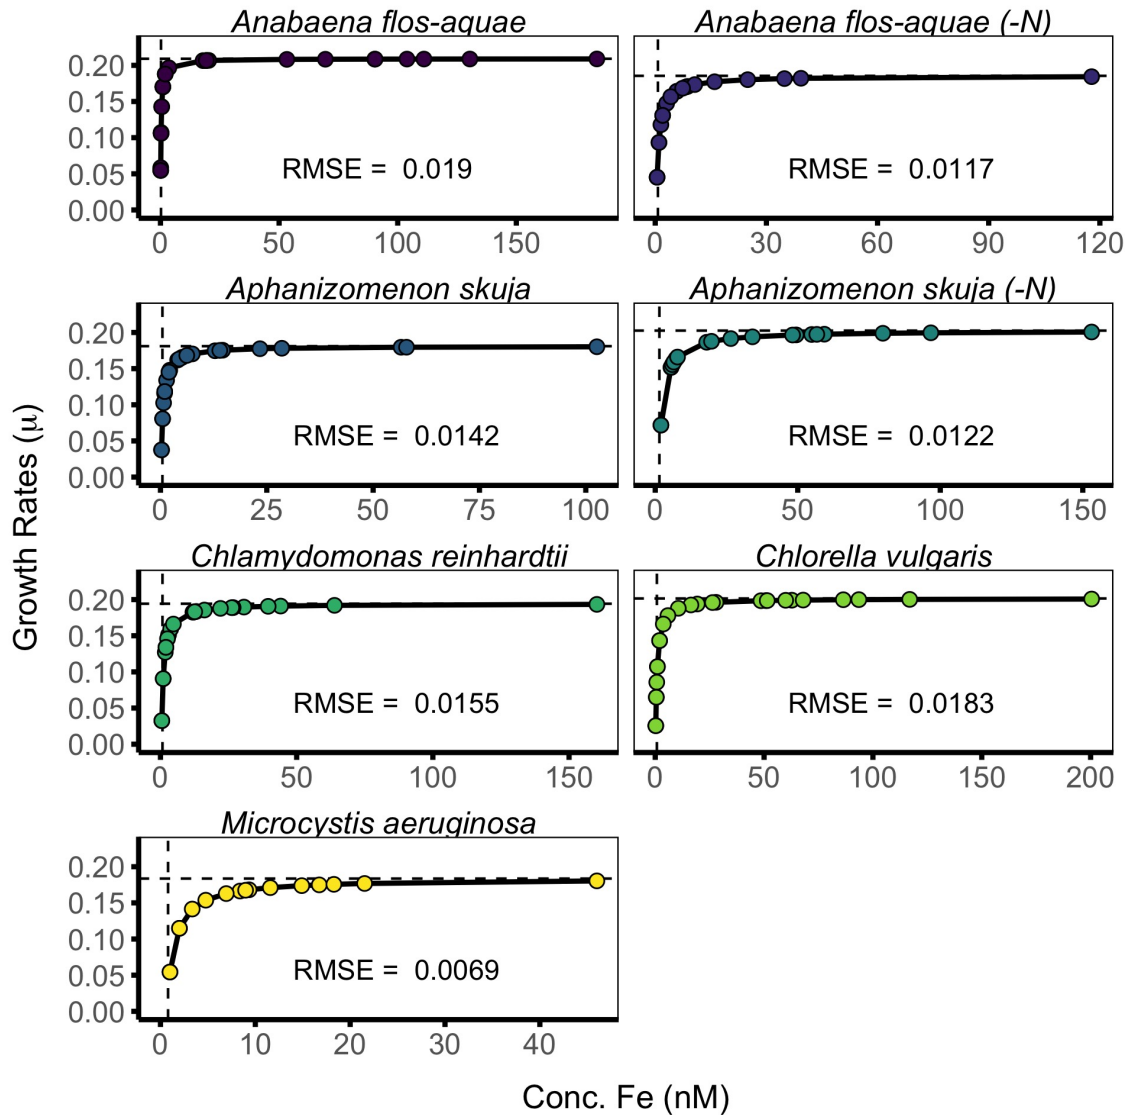 Anabaena flos-aquae
Anabaena flos-aquae (-N)
0.20
0.15
0.10
0.05
0.00
RMSE = 0.019
RMSE = 0.0117
0 50 100 150
0 30 60 90 120
Aphanizomenon skuja
Aphanizomenon skuja (-N)
0.20
0.15
0.10
0.05
0.00
RMSE = 0.0142
RMSE = 0.0122
0 25 50 75 100
0 50 100 150
Growth Rates (μ)
Chlamydomonas reinhardtii
Chlorella vulgaris
0.20
0.15
0.10
0.05
0.00
RMSE = 0.0155
RMSE = 0.0183
0 50 100 150
0 50 100 150 200
Microcystis aeruginosa
0.20
0.15
0.10
0.05
0.00
RMSE = 0.0069
0 10 20 30 40
Conc. Fe (nM)